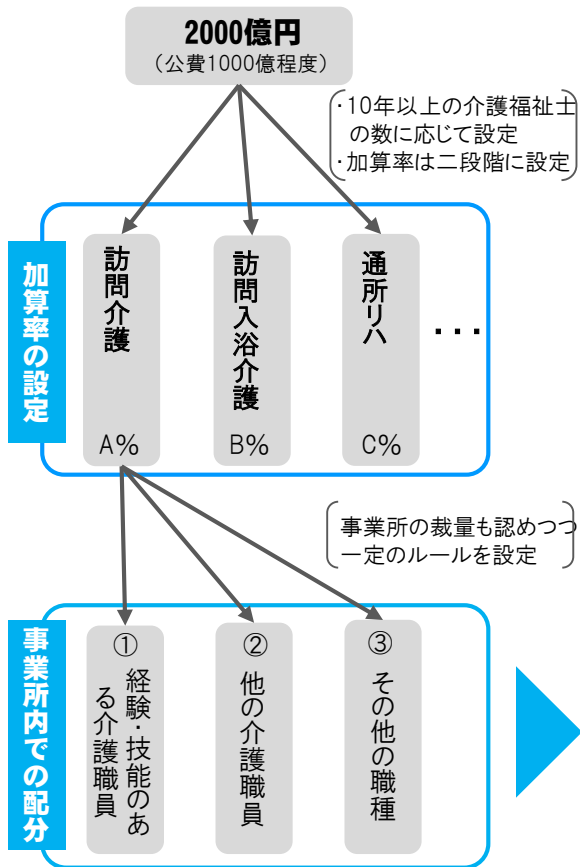 2000億円
（公費1000億程度）
・10年以上の介護福祉士
の数に応じて設定
・加算率は二段階に設定
加算率の設定
訪問介護
A%
訪問入浴介護
B%
通所リハ
C%
・・・
事業所の裁量も認めつつ
一定のルールを設定
事業所内での配分
①
経験・技能のあ
る介護職員
②
他の介護職員
③
その他の職種